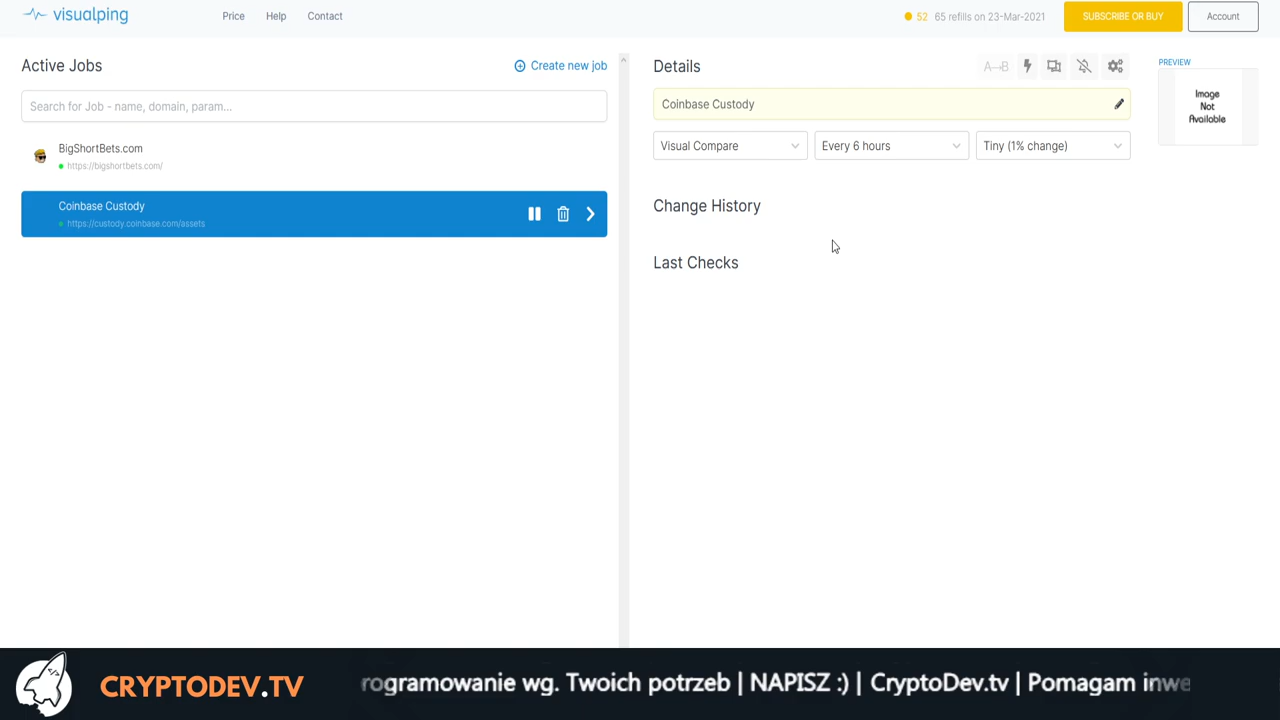 visualping
Price
Help
Contact
52
65 refills on 23-Mar-2021
SUBSCRIBE OR BUY
Account
Active Jobs
Create new job
Search for Job - name, domain, param...
BigShortBets.com
https://bigshortbets.com/
Coinbase Custody
https://custody.coinbase.com/assets
Details
A→B
Coinbase Custody
Visual Compare
Every 6 hours
Tiny (1% change)
Change History
Last Checks
PREVIEW
Image
Not
Available
CRYPTODEV.TV
rogramowanie wg. Twoich potrzeb | NAPISZ :) | CryptoDev.tv | Pomagam inwe